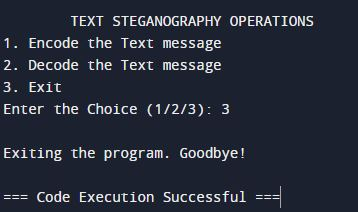 TEXT STEGANOGRAPHY OPERATIONS
1. Encode the Text message
2. Decode the Text message
3. Exit
Enter the Choice (1/2/3): 3
Exiting the program. Goodbye!
=== Code Execution Successful ===